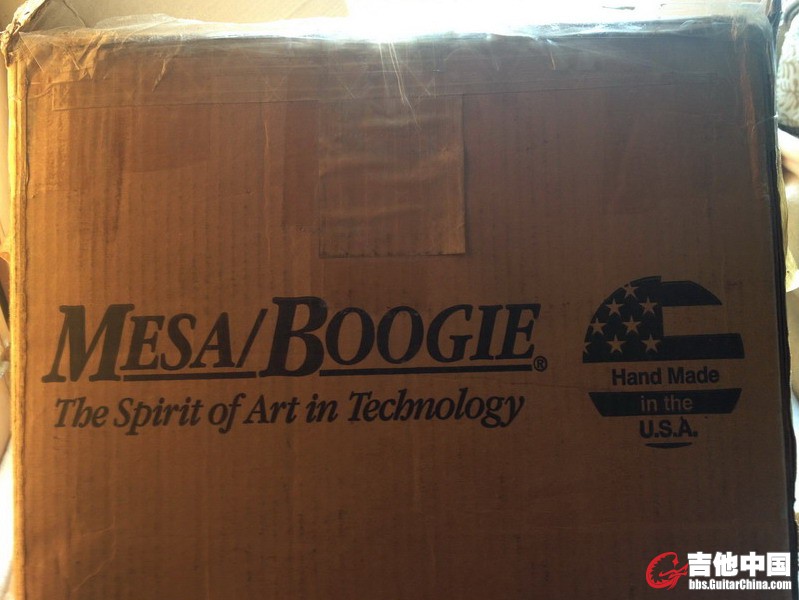 MESA/BOOGIE®
The Spirit of Art in Technology
Hand Made
in the
U.S.A.
吉他中国
bbs.GuitarChina.com